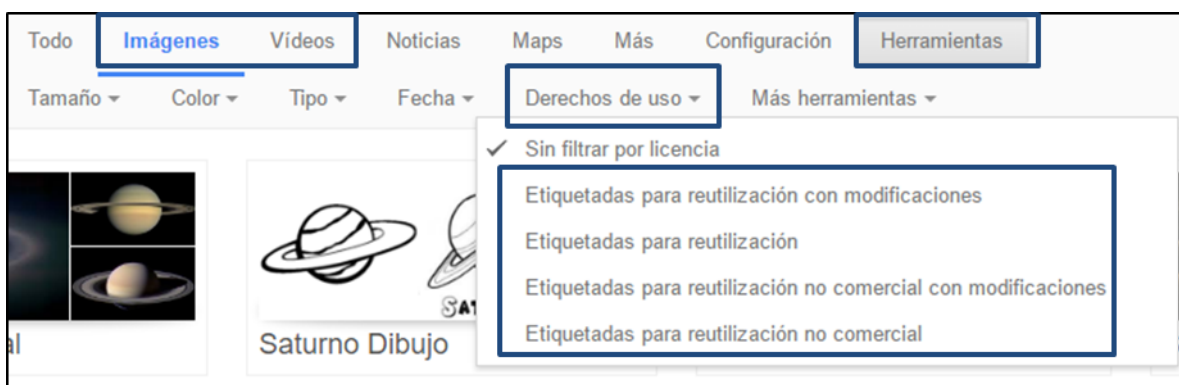 Todo Imágenes Vídeos Noticias Maps Más Configuración Herramientas
Tamaño Color Tipo Fecha Derechos de uso Más herramientas
Sin filtrar por licencia
Etiquetadas para reutilización con modificaciones
Etiquetadas para reutilización
Etiquetadas para reutilización no comercial con modificaciones
Etiquetadas para reutilización no comercial
Saturno Dibujo